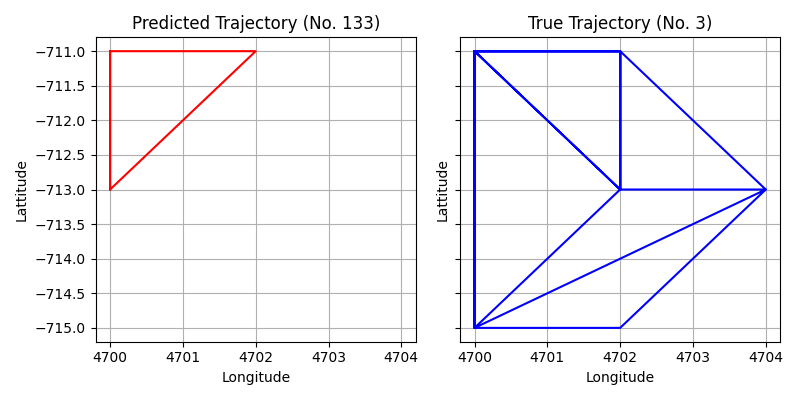 Predicted Trajectory (No. 133)
True Trajectory (No. 3)
Lattitude
−711.0
−711.5
−712.0
−712.5
−713.0
−713.5
−714.0
−714.5
−715.0
4700 4701 4702 4703 4704
Longitude
Lattitude
4700 4701 4702 4703 4704
Longitude